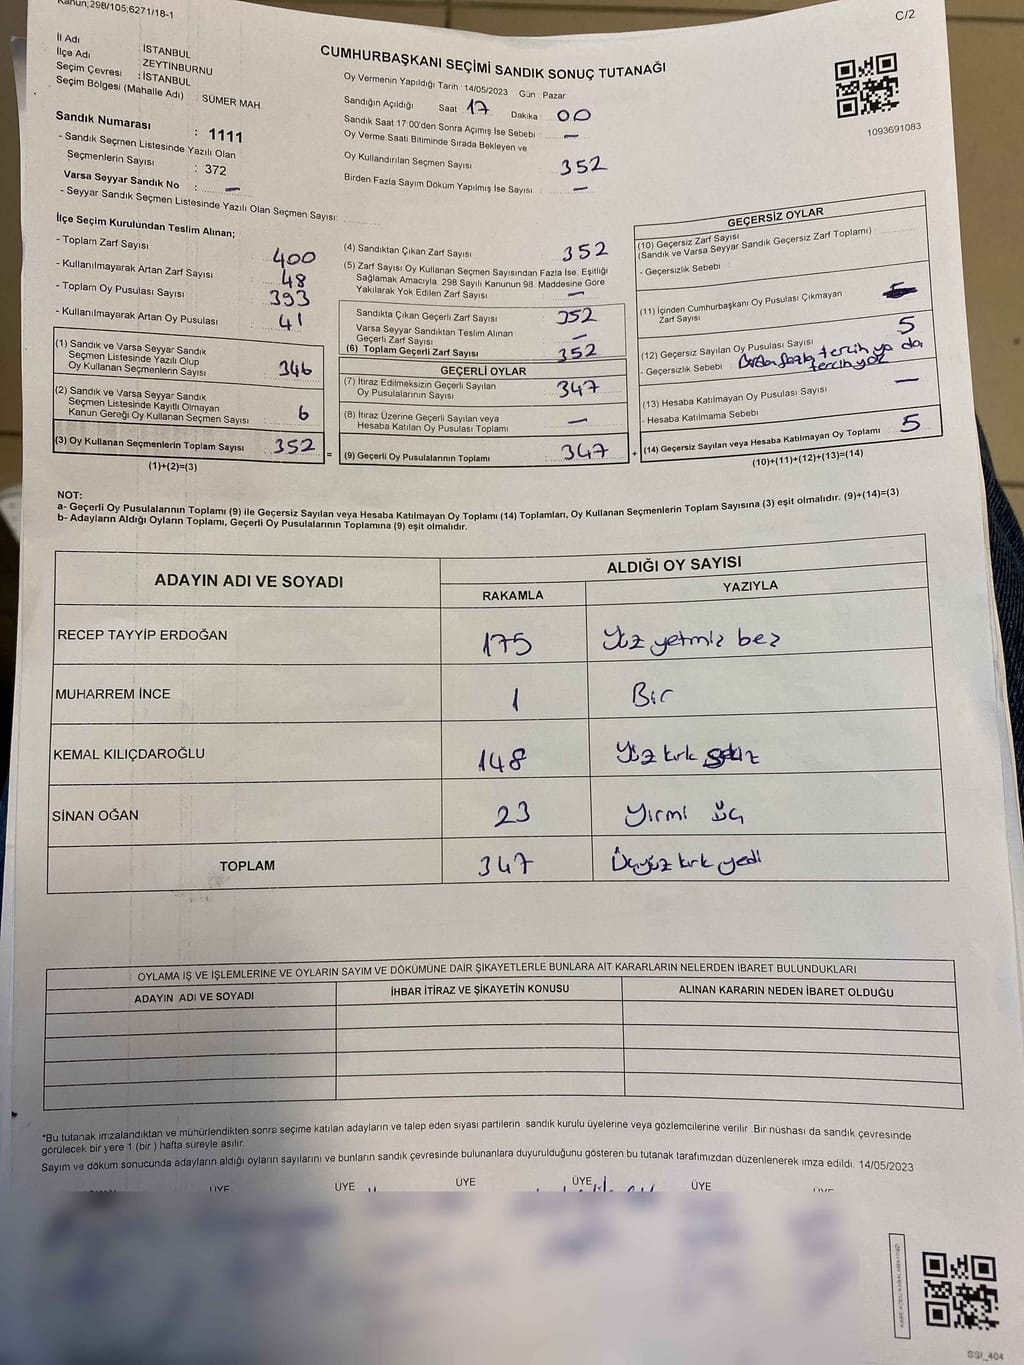 Kanun;298/105;6271/18-1
C/2
CUMHURBAŞKANI SEÇİMİ SANDIK SONUÇ TUTANAĞI
İl Adı : İSTANBUL
İlçe Adı : ZEYTİNBURNU
Seçim Çevresi : İSTANBUL
Seçim Bölgesi (Mahalle Adı) SÜMER MAH.
Sandık Numarası : 1111
- Sandık Seçmen Listesinde Yazılı Olan
Seçmenlerin Sayısı : 372
Varsa Seyyar Sandık No : —
- Seyyar Sandık Seçmen Listesinde Yazılı Olan Seçmen Sayısı:
Oy Vermenin Yapıldığı Tarih : 14/05/2023 Gün : Pazar
Sandığın Açıldığı Saat 17 Dakika : 00
Sandık Saat 17:00'den Sonra Açımış İse Sebebi : —
Oy Verme Saati Bitiminde Sırada Bekleyen ve
Oy Kullandırılan Seçmen Sayısı : 352
Birden Fazla Sayım Döküm Yapılmış İse Sayısı : —
1093691083
İlçe Seçim Kurulundan Teslim Alınan;
- Toplam Zarf Sayısı : 400
- Kullanılmayarak Artan Zarf Sayısı : 48
- Toplam Oy Pusulası Sayısı : 393
- Kullanılmayarak Artan Oy Pusulası : 41
(1) Sandık ve Varsa Seyyar Sandık
Seçmen Listesinde Yazılı Olup
Oy Kullanan Seçmenlerin Sayısı : 346
(2) Sandık ve Varsa Seyyar Sandık
Seçmen Listesinde Kayıtlı Olmayan
Kanun Gereği Oy Kullanan Seçmen Sayısı : 6
(3) Oy Kullanan Seçmenlerin Toplam Sayısı : 352 =
(1)+(2)=(3)
(4) Sandıktan Çıkan Zarf Sayısı : 352
(5) Zarf Sayısı Oy Kullanan Seçmen Sayısından Fazla İse, Eşitliği
Sağlamak Amacıyla, 298 Sayılı Kanunun 98. Maddesine Göre
Yakılarak Yok Edilen Zarf Sayısı : —
Sandıkta Çıkan Geçerli Zarf Sayısı : 352
Varsa Seyyar Sandıktan Teslim Alınan
Geçerli Zarf Sayısı : —
(6) Toplam Geçerli Zarf Sayısı : 352
GEÇERLİ OYLAR
(7) İtiraz Edilmeksizin Geçerli Sayılan
Oy Pusulalarının Sayısı : 347
(8) İtiraz Üzerine Geçerli Sayılan veya
Hesaba Katılan Oy Pusulası Toplamı : —
(9) Geçerli Oy Pusulalarının Toplamı : 347 +
GEÇERSİZ OYLAR
(10) Geçersiz Zarf Sayısı
(Sandık ve Varsa Seyyar Sandık Geçersiz Zarf Toplamı)
- Geçersizlik Sebebi
(11) İçinden Cumhurbaşkanı Oy Pusulası Çıkmayan
Zarf Sayısı
(12) Geçersiz Sayılan Oy Pusulası Sayısı : 5
- Geçersizlik Sebebi : Birden fazla tercih ya da
tercih yok
(13) Hesaba Katılmayan Oy Pusulası Sayısı : —
- Hesaba Katılmama Sebebi
(14) Geçersiz Sayılan veya Hesaba Katılmayan Oy Toplamı : 5
(10)+(11)+(12)+(13)=(14)
NOT:
a- Geçerli Oy Pusulalarının Toplamı (9) ile Geçersiz Sayılan veya Hesaba Katılmayan Oy Toplamı (14) Toplamları, Oy Kullanan Seçmenlerin Toplam Sayısına (3) eşit olmalıdır. (9)+(14)=(3)
b- Adayların Aldığı Oyların Toplamı, Geçerli Oy Pusulalarının Toplamına (9) eşit olmalıdır.
ADAYIN ADI VE SOYADI ALDIĞI OY SAYISI
RAKAMLA YAZIYLA
RECEP TAYYİP ERDOĞAN 175 Yüz yetmiş beş
MUHARREM İNCE 1 Bir
KEMAL KILIÇDAROĞLU 148 Yüz kırk sekiz
SİNAN OĞAN 23 Yirmi üç
TOPLAM 347 Üçyüz kırk yedi
OYLAMA İŞ VE İŞLEMLERİNE VE OYLARIN SAYIM VE DÖKÜMÜNE DAİR ŞİKAYETLERLE BUNLARA AİT KARARLARIN NELERDEN İBARET BULUNDUKLARI
ADAYIN ADI VE SOYADI İHBAR İTİRAZ VE ŞİKAYETİN KONUSU ALINAN KARARIN NEDEN İBARET OLDUĞU
*Bu tutanak imzalandıktan ve mühürlendikten sonra seçime katılan adayların ve talep eden siyasi partilerin sandık kurulu üyelerine veya gözlemcilerine verilir. Bir nüshası da sandık çevresinde
görülecek bir yere 1 (bir ) hafta süreyle asılır.
Sayım ve döküm sonucunda adayların aldığı oyların sayılarını ve bunların sandık çevresinde bulunanlara duyurulduğunu gösteren bu tutanak tarafımızdan düzenlenerek imza edildi. 14/05/2023
ÜYE ÜYE ÜYE ÜYE ÜYE ÜYE
SSI_404